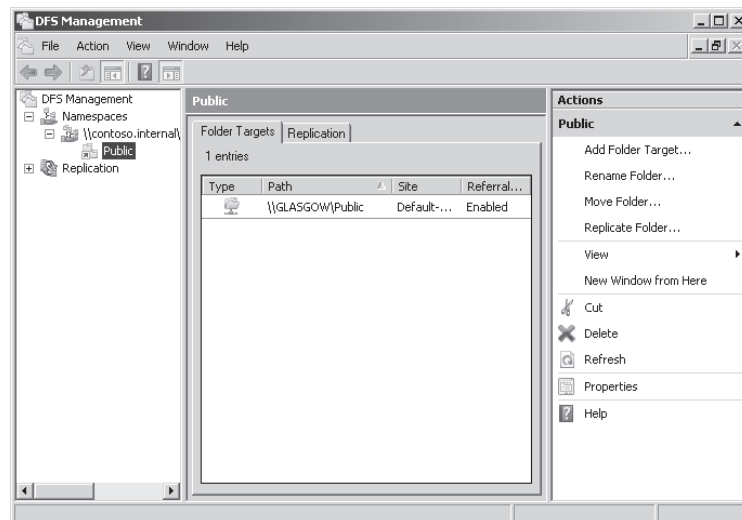 DFS Management
File Action View Window Help
DFS Management
Namespaces
\\contoso.internal\
Public
Replication
Public
Folder Targets Replication
1 entries
Type Path Site Referral...
\\GLASGOW\Public Default-... Enabled
Actions
Public
Add Folder Target...
Rename Folder...
Move Folder...
Replicate Folder...
View
New Window from Here
Cut
Delete
Refresh
Properties
Help